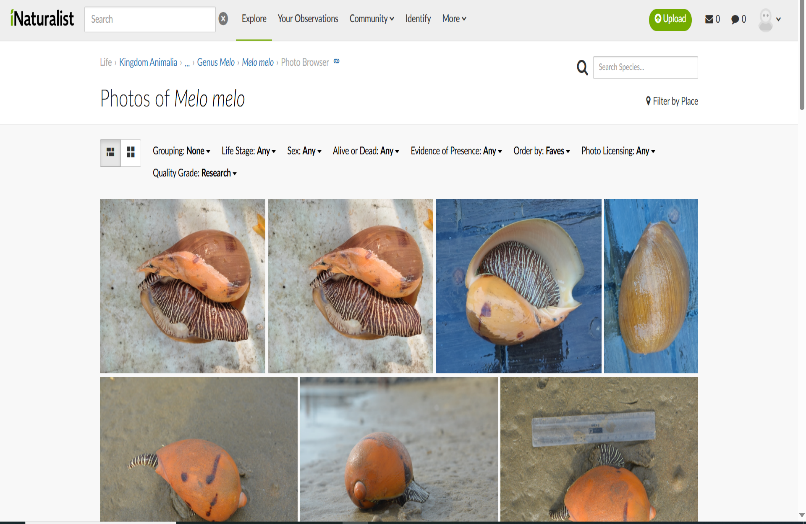 iNaturalist Search Explore Your Observations Community Identify More Upload 0 0
Life › Kingdom Animalia › ... › Genus Melo › Melo melo › Photo Browser
Search Species...
Photos of Melo melo
Filter by Place
Grouping: None Life Stage: Any Sex: Any Alive or Dead: Any Evidence of Presence: Any Order by: Faves Photo Licensing: Any
Quality Grade: Research